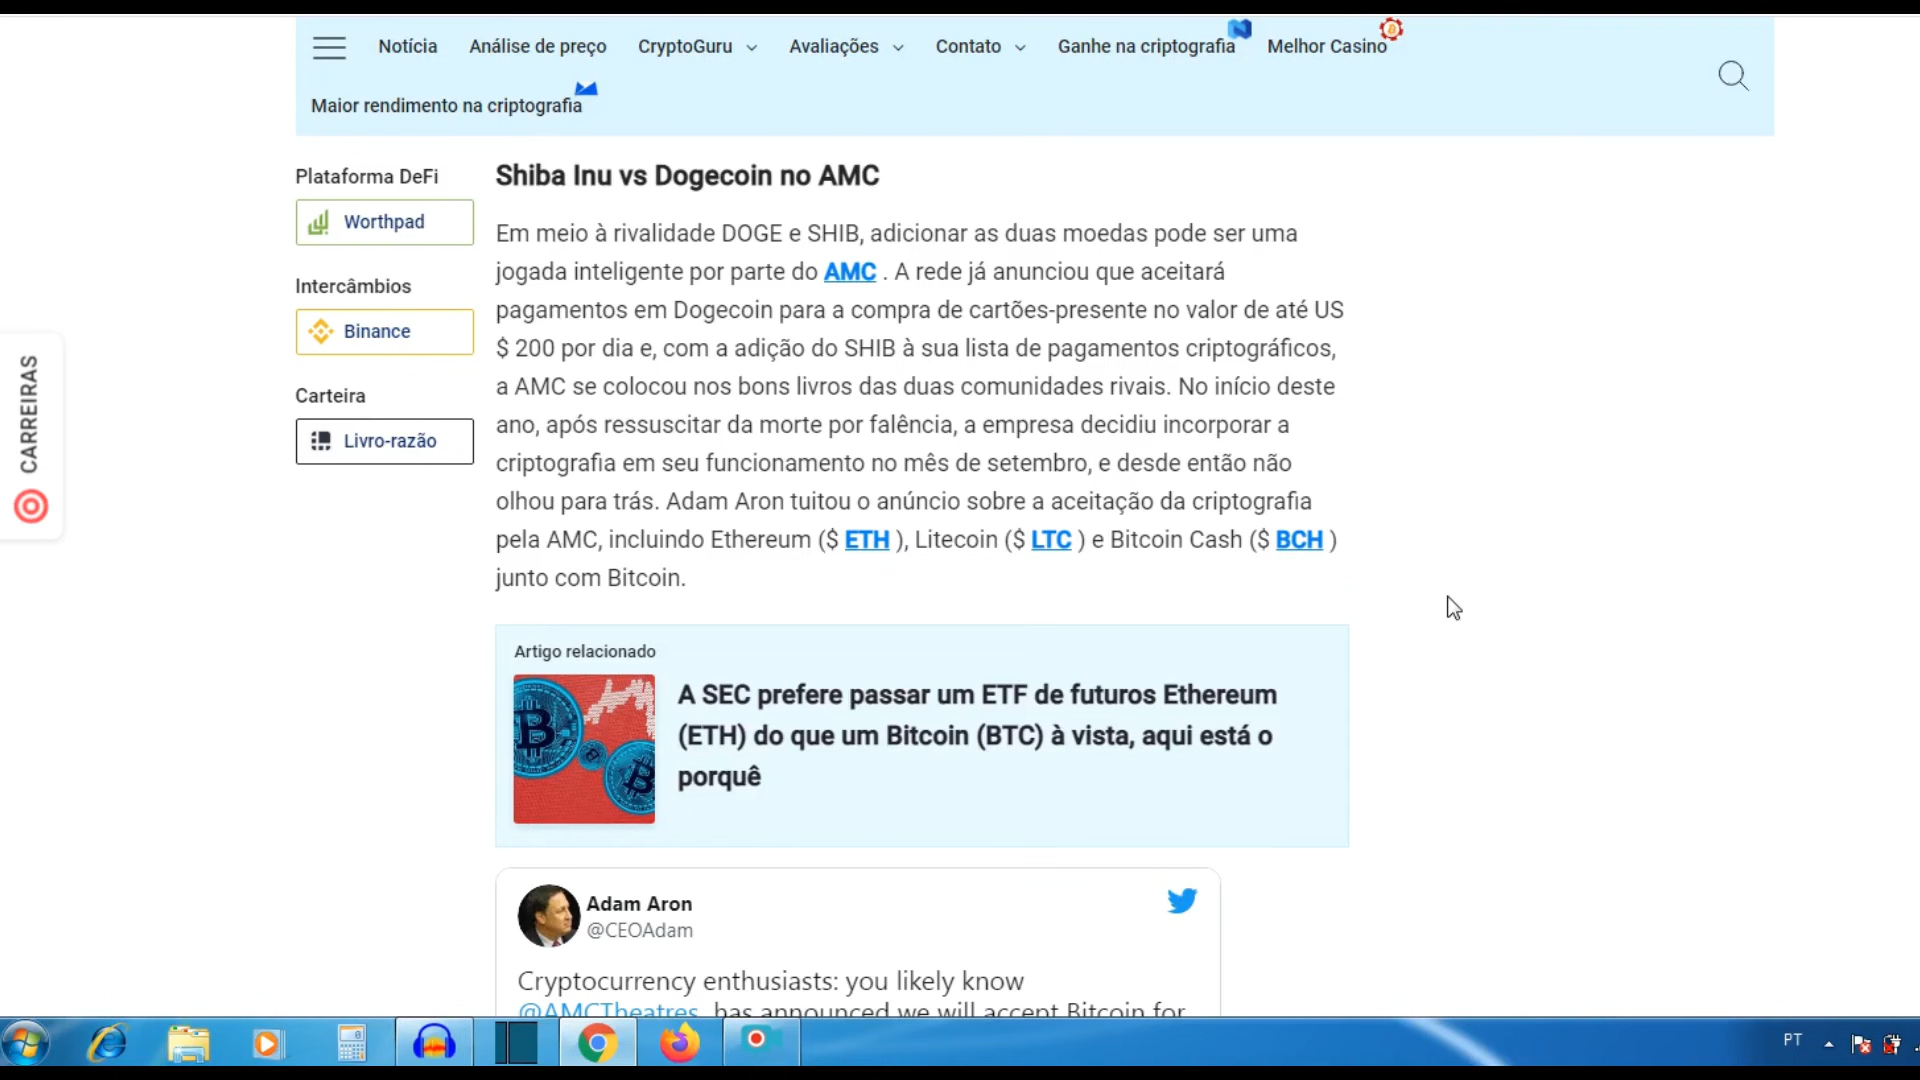 Notícia
Análise de preço
CryptoGuru
Avaliações
Contato
Ganhe na criptografia
Melhor Casino
Maior rendimento na criptografia
Plataforma DeFi
Worthpad
Intercâmbios
Binance
Carteira
Livro-razão
CARREIRAS
Shiba Inu vs Dogecoin no AMC
Em meio à rivalidade DOGE e SHIB, adicionar as duas moedas pode ser uma
jogada inteligente por parte do AMC . A rede já anunciou que aceitará
pagamentos em Dogecoin para a compra de cartões-presente no valor de até US
$ 200 por dia e, com a adição do SHIB à sua lista de pagamentos criptográficos,
a AMC se colocou nos bons livros das duas comunidades rivais. No início deste
ano, após ressuscitar da morte por falência, a empresa decidiu incorporar a
criptografia em seu funcionamento no mês de setembro, e desde então não
olhou para trás. Adam Aron tuitou o anúncio sobre a aceitação da criptografia
pela AMC, incluindo Ethereum ($ ETH ), Litecoin ($ LTC ) e Bitcoin Cash ($ BCH )
junto com Bitcoin.
Artigo relacionado
A SEC prefere passar um ETF de futuros Ethereum
(ETH) do que um Bitcoin (BTC) à vista, aqui está o
porquê
Adam Aron
@CEOAdam
Cryptocurrency enthusiasts: you likely know
@AMCTheatres has announced we will accept Bitcoin for
PT